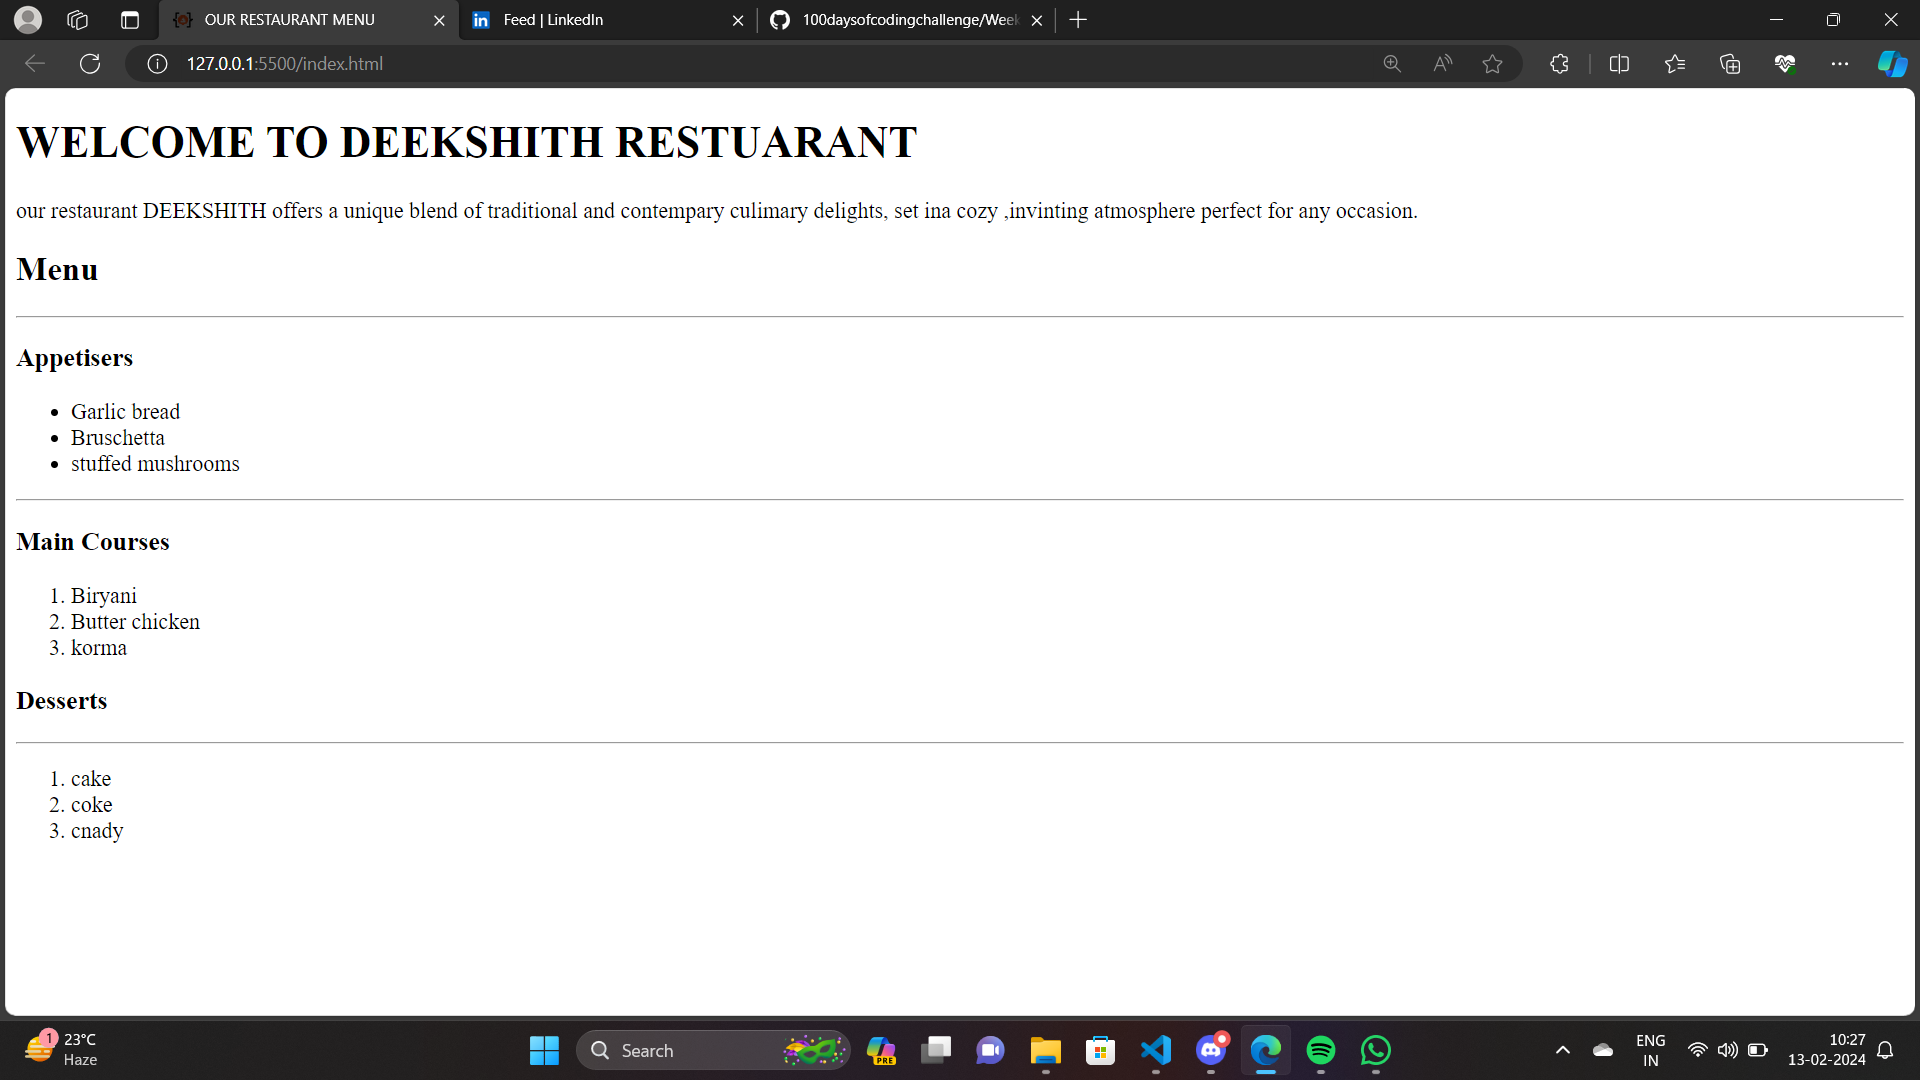 OUR RESTAURANT MENU
Feed | LinkedIn
100daysofcodingchallenge/Week
127.0.0.1:5500/index.html
WELCOME TO DEEKSHITH RESTUARANT
our restaurant DEEKSHITH offers a unique blend of traditional and contempary culimary delights, set ina cozy ,invinting atmosphere perfect for any occasion.
Menu
Appetisers
• Garlic bread
• Bruschetta
• stuffed mushrooms
Main Courses
1. Biryani
2. Butter chicken
3. korma
Desserts
1. cake
2. coke
3. cnady
1
23°C
Haze
Search
PRE
ENG
IN
10:27
13-02-2024